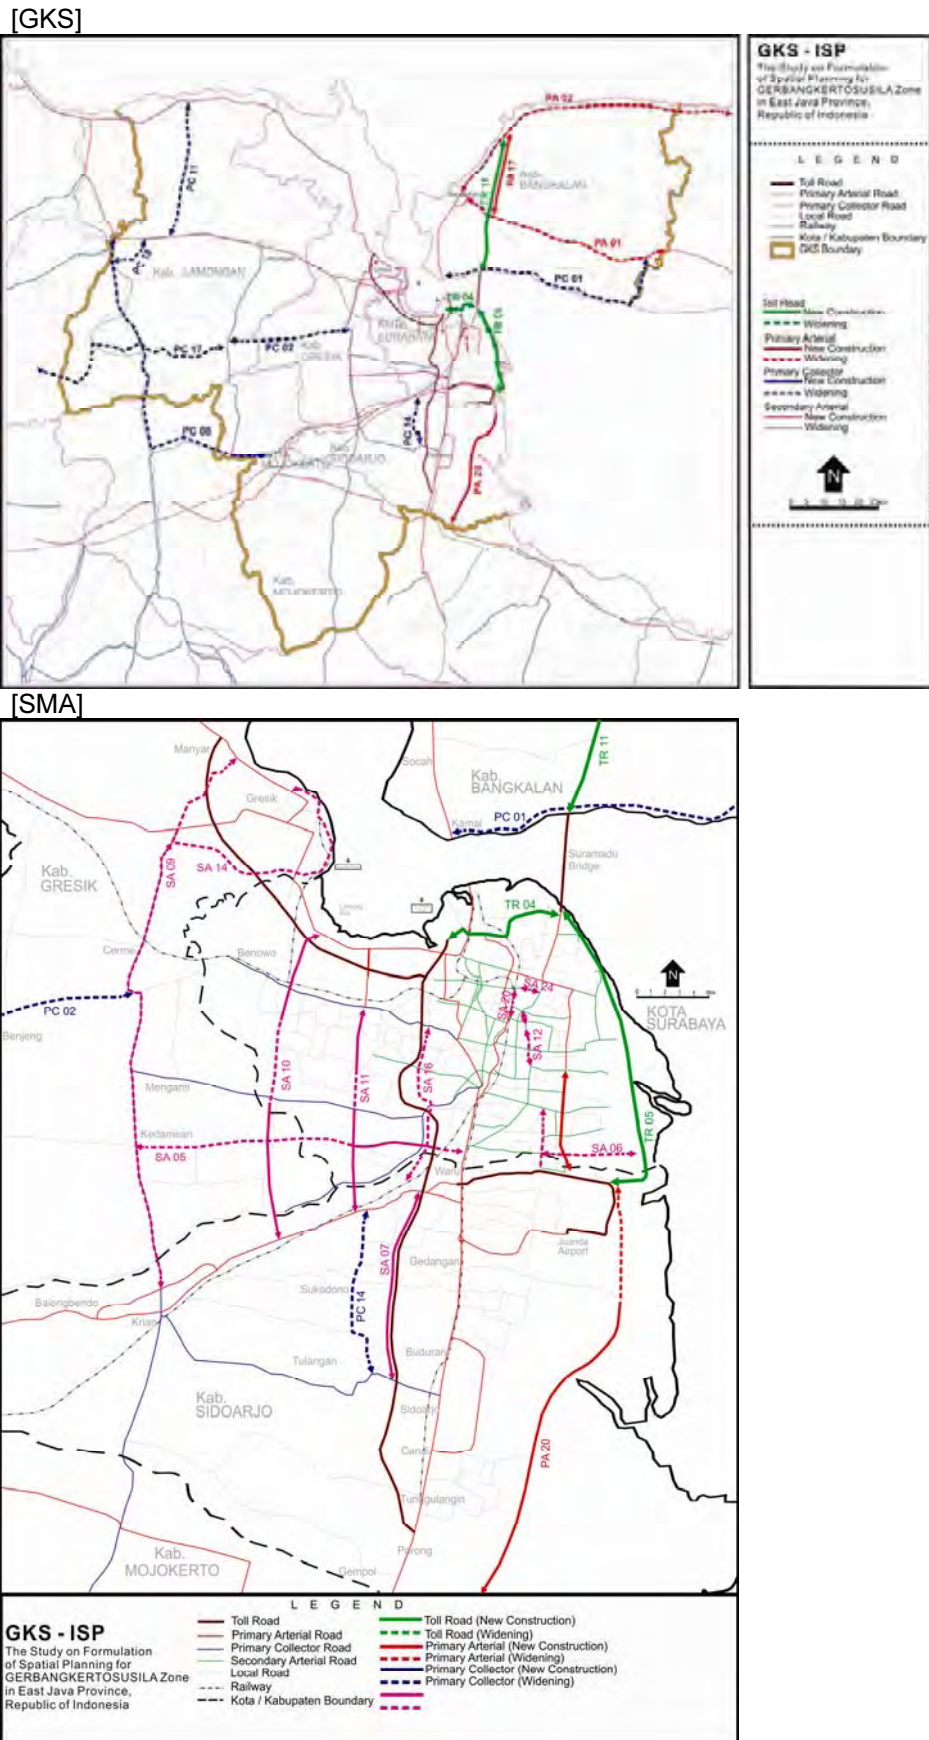 [GKS]
GKS - ISP
The Study on Formulation
of Spatial Planning for
GERBANGKERTOSUSILA Zone
in East Java Province,
Republic of Indonesia
L E G E N D
Toll Road
Primary Arterial Road
Primary Collector Road
Local Road
Railway
Kota / Kabupaten Boundary
GKS Boundary
Toll Road
New Construction
Widening
Primary Arterial
New Construction
Widening
Primary Collector
New Construction
Widening
Secondary Arterial
New Construction
Widening
N
PA 02
PC 11
BANGKALAN
PA 01
PC 01
Kab. LAMONGAN
TR 04
PC 17
PC 02
Kab.
GRESIK
PC 08
PC 14
SIDOARJO
PA 20
Kab.
MOJOKERTO
[SMA]
Manyar
Socah
Kab.
BANGKALAN
TR 11
Gresik
PC 01
Kamal
Suramadu
Bridge
Kab.
GRESIK
SA 09
SA 14
TR 04
Cerme
Benowo
N
SA 24
SA 20
KOTA
SURABAYA
PC 02
Benjeng
SA 12
Menganti
SA 10
SA 11
SA 16
Kedamean
SA 05
SA 06
TR 05
Waru
Juanda
Airport
SA 07
Gedangan
Sukodono
PC 14
Balongbendo
Krian
Tulangan
Buduran
Kab.
SIDOARJO
Sidoarjo
Candi
PA 20
Tunggulangin
Porong
Kab.
MOJOKERTO
Gempol
GKS - ISP
The Study on Formulation
of Spatial Planning for
GERBANGKERTOSUSILA Zone
in East Java Province,
Republic of Indonesia
L E G E N D
Toll Road
Primary Arterial Road
Primary Collector Road
Secondary Arterial Road
Local Road
Railway
Kota / Kabupaten Boundary
Toll Road (New Construction)
Toll Road (Widening)
Primary Arterial (New Construction)
Primary Arterial (Widening)
Primary Collector (New Construction)
Primary Collector (Widening)